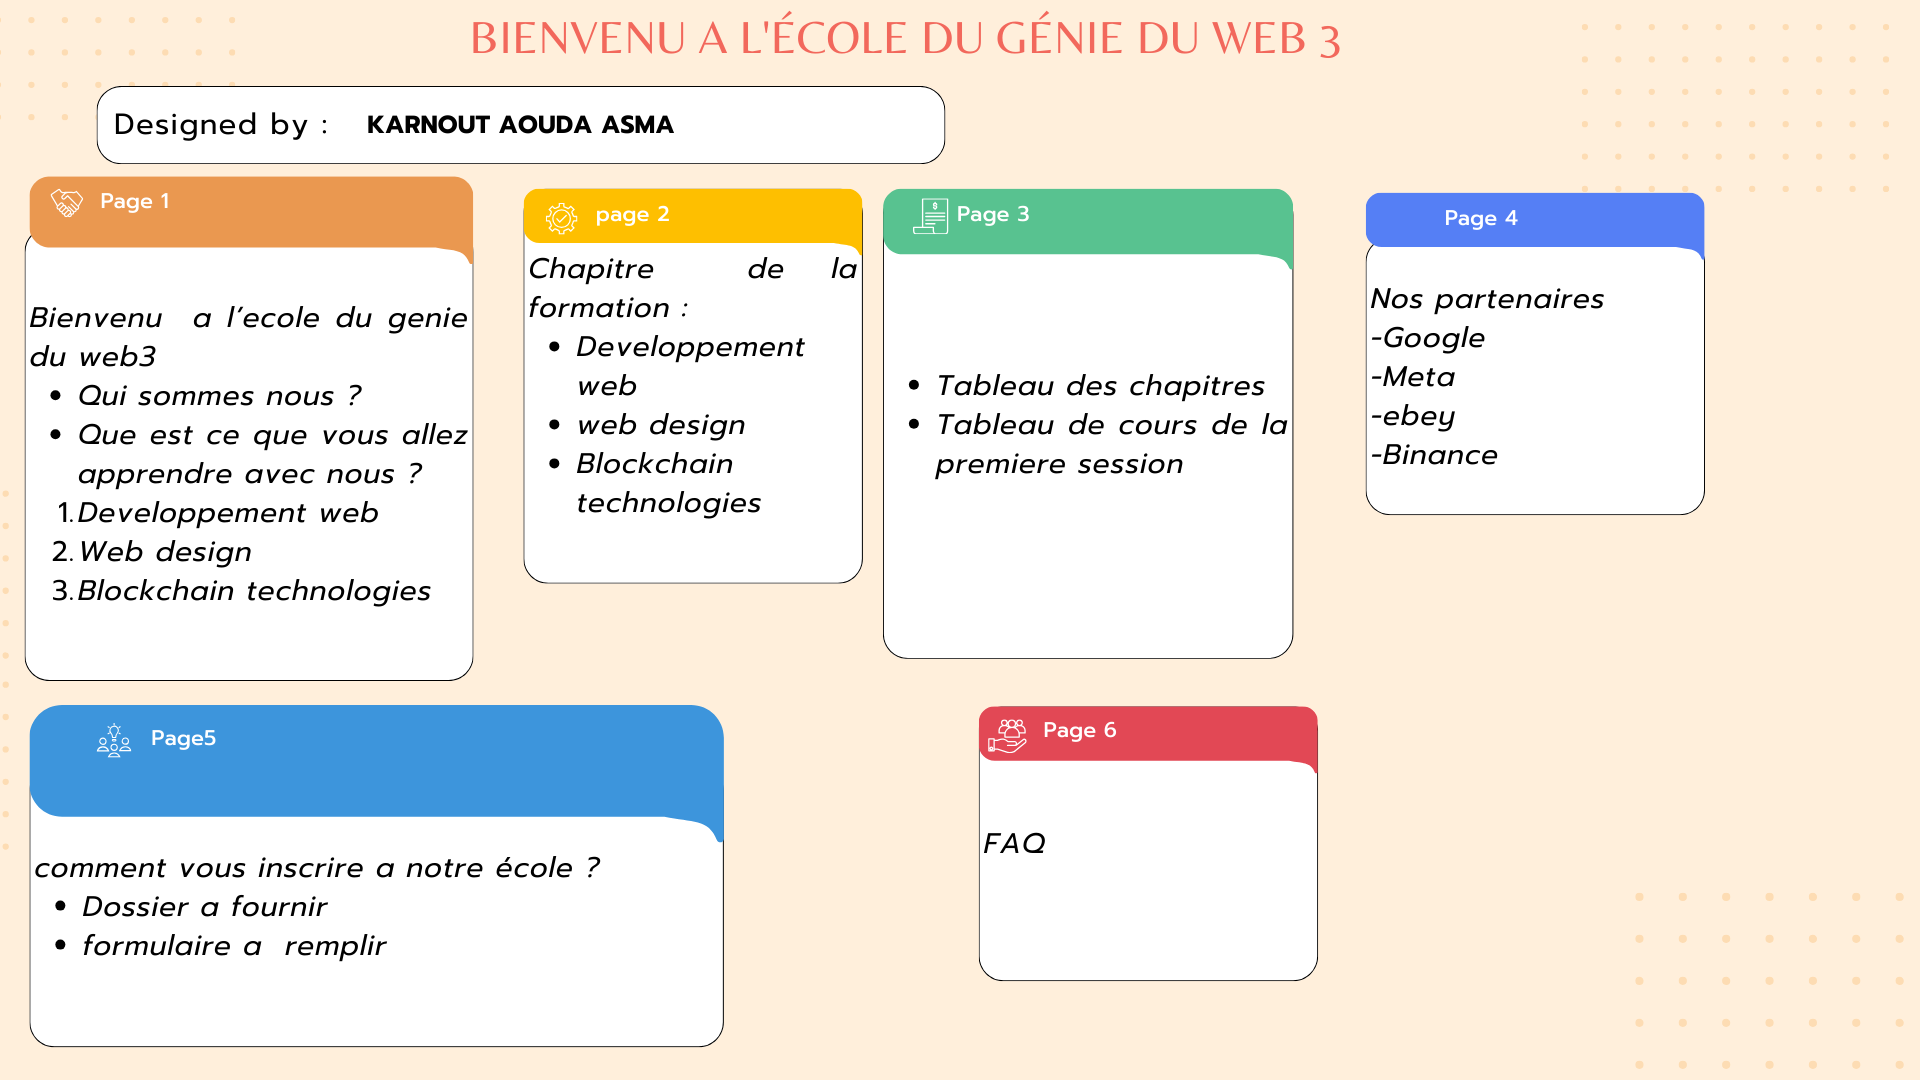 BIENVENU A L'ÉCOLE DU GÉNIE DU WEB 3
Designed by : KARNOUT AOUDA ASMA
Page 1
Bienvenu a l’ecole du genie
du web3
• Qui sommes nous ?
• Que est ce que vous allez
apprendre avec nous ?
1. Developpement web
2. Web design
3. Blockchain technologies
page 2
Chapitre de la
formation :
• Developpement
web
• web design
• Blockchain
technologies
Page 3
• Tableau des chapitres
• Tableau de cours de la
premiere session
Page 4
Nos partenaires
-Google
-Meta
-ebey
-Binance
Page5
comment vous inscrire a notre école ?
• Dossier a fournir
• formulaire a remplir
Page 6
FAQ